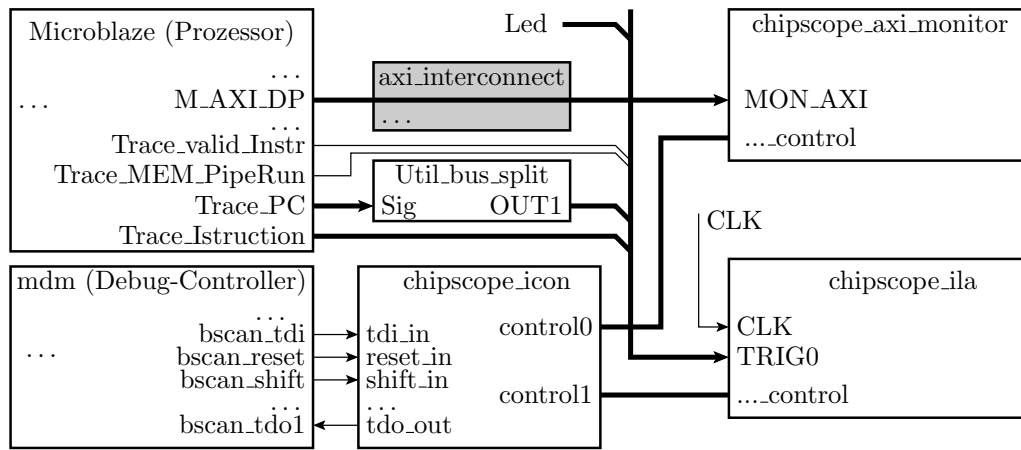 Microblaze (Prozessor)
. . .
. . .
M_AXI_DP
. . .
Trace_valid_Instr
Trace_MEM_PipeRun
Trace_PC
Trace_Istruction
axi_interconnect
. . .
Util_bus_split
Sig
OUT1
Led
chipscope_axi_monitor
MON_AXI
..._control
CLK
mdm (Debug-Controller)
. . .
bscan_tdi
. . .
bscan_reset
bscan_shift
. . .
bscan_tdo1
chipscope_icon
tdi_in
reset_in
shift_in
. . .
tdo_out
control0
control1
chipscope_ila
CLK
TRIG0
..._control